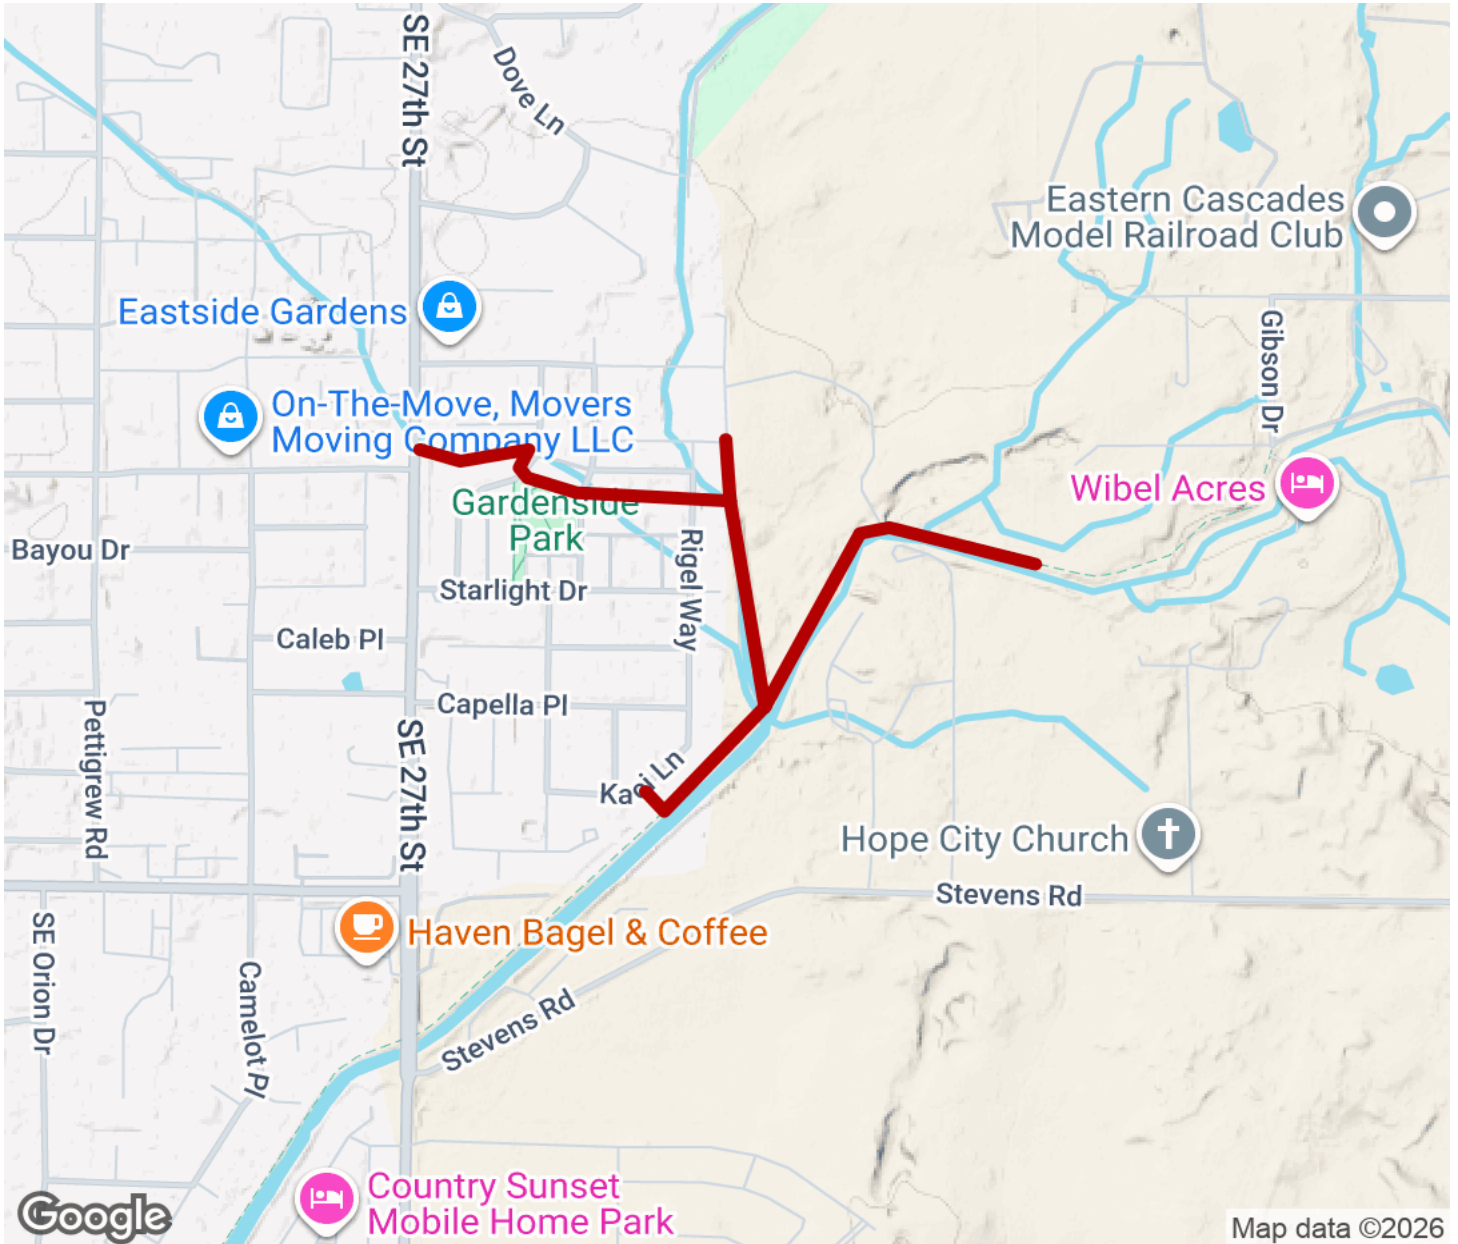 SE 27th St
Dove Ln
Eastern Cascades
Model Railroad Club
Eastside Gardens
Gibson Dr
On-The-Move, Movers
Moving Company LLC
Wibel Acres
Gardenside
Park
Bayou Dr
Rigel Way
Starlight Dr
Caleb Pl
Capella Pl
Pettigrew Rd
SE 27th St
Kaci Ln
Hope City Church
Stevens Rd
SE Orion Dr
Haven Bagel & Coffee
Camelot Pl
Stevens Rd
Country Sunset
Mobile Home Park
Google
Map data ©2026